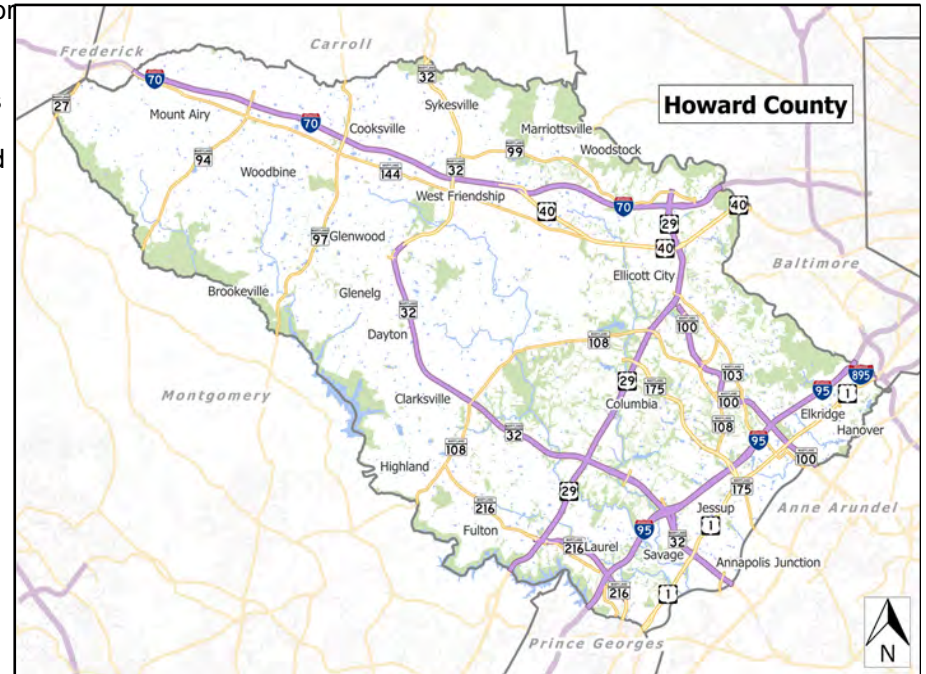 or
Frederick
Carroll
70
32
27
Mount Airy
Sykesville
Howard County
70
Cooksville
Marriottsville
99
Woodstock
94
Woodbine
144
32
West Friendship
70
40
40
29
97
Glenwood
40
Baltimore
Ellicott City
Brookeville
Glenelg
32
Dayton
100
108
103
895
29
175
95
1
Montgomery
Clarksville
Columbia
100
Elkridge
108
Hanover
32
95
108
100
Highland
175
29
216
Jessup
Anne Arundel
Fulton
95
1
216
Laurel
Savage
32
Annapolis Junction
216
1
Prince Georges
N